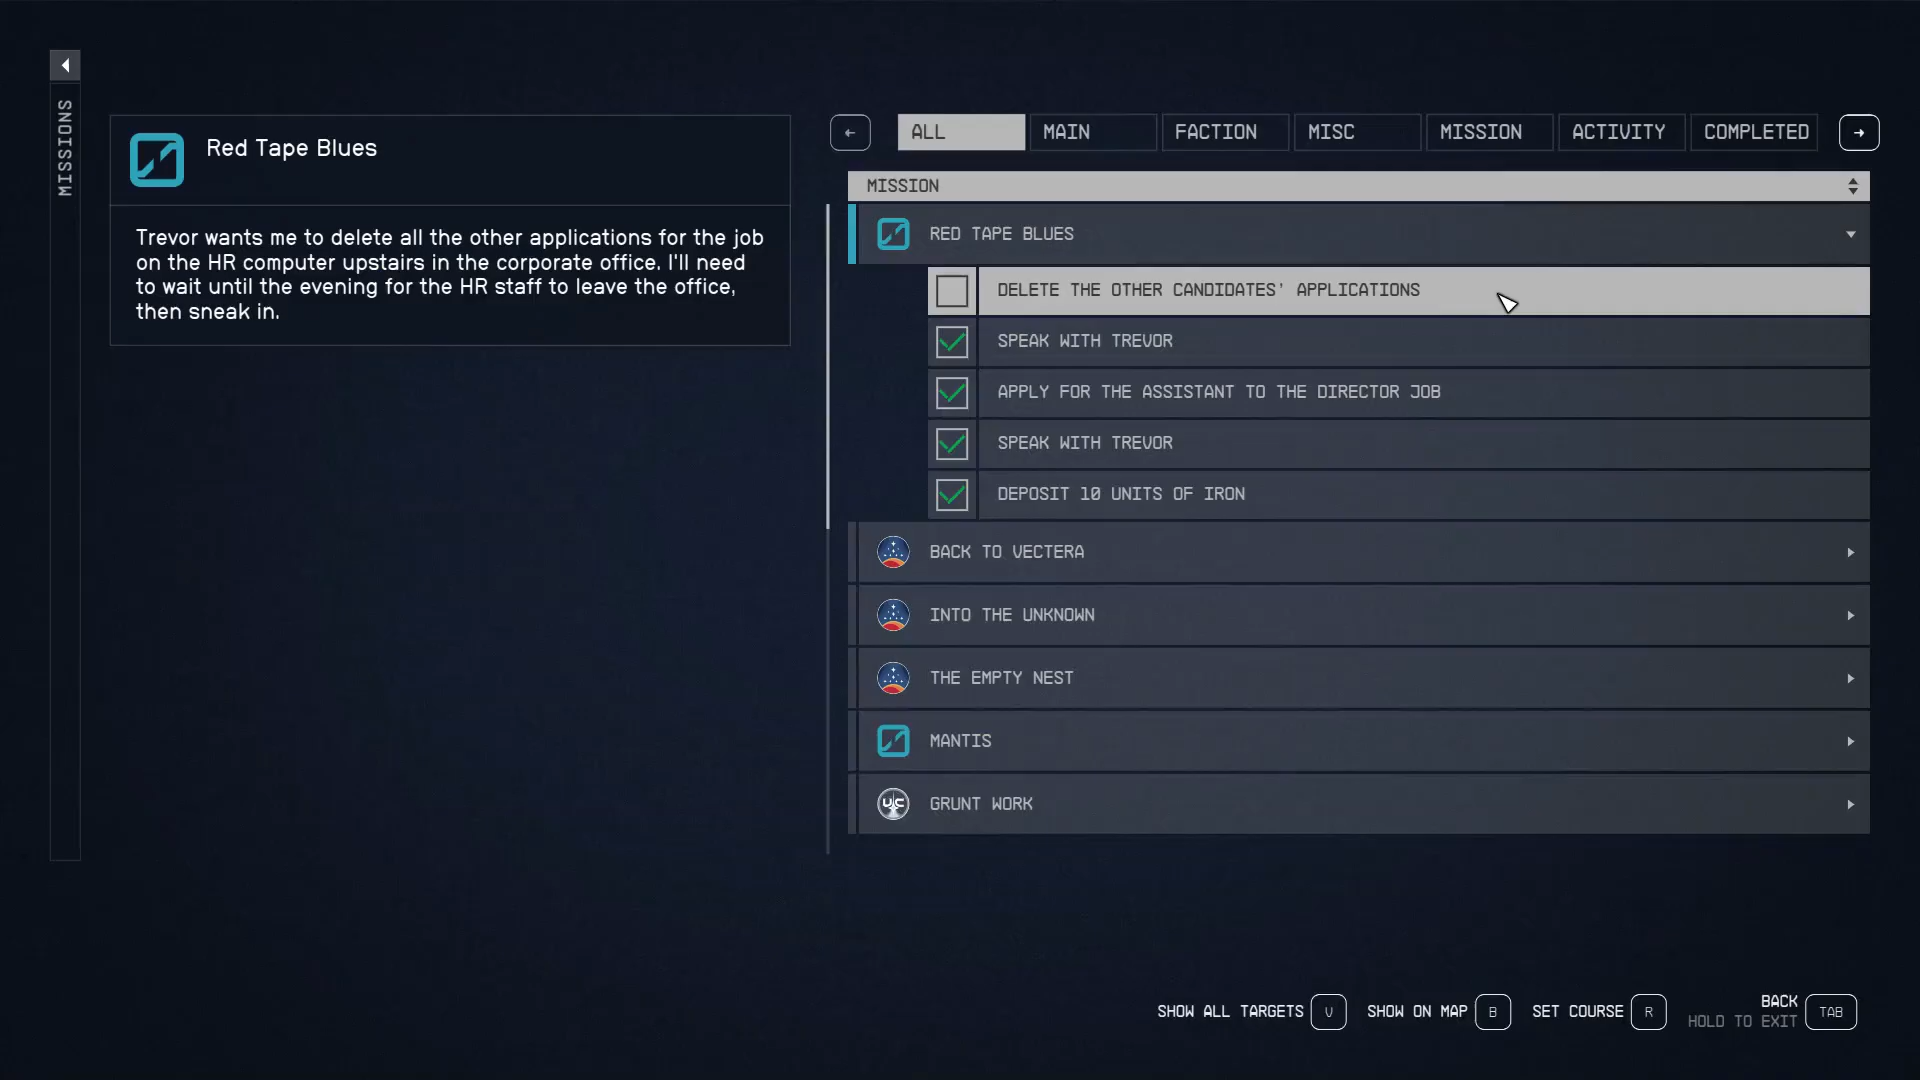 MISSIONS
Red Tape Blues
Trevor wants me to delete all the other applications for the job
on the HR computer upstairs in the corporate office. I'll need
to wait until the evening for the HR staff to leave the office,
then sneak in.
ALL
MAIN
FACTION
MISC
MISSION
ACTIVITY
COMPLETED
MISSION
RED TAPE BLUES
DELETE THE OTHER CANDIDATES' APPLICATIONS
SPEAK WITH TREVOR
APPLY FOR THE ASSISTANT TO THE DIRECTOR JOB
SPEAK WITH TREVOR
DEPOSIT 10 UNITS OF IRON
BACK TO VECTERA
INTO THE UNKNOWN
THE EMPTY NEST
MANTIS
UC
GRUNT WORK
SHOW ALL TARGETS V
SHOW ON MAP B
SET COURSE R
BACK
HOLD TO EXIT
TAB